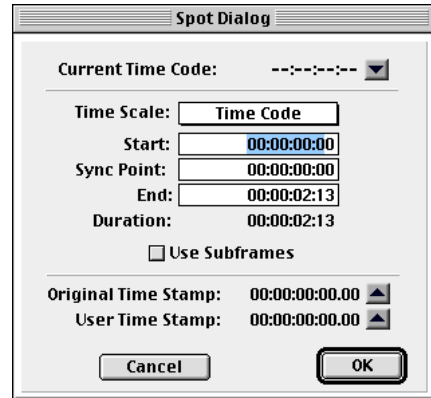 Spot Dialog
Current Time Code: --:--:--:--
Time Scale: Time Code
Start: 00:00:00:00
Sync Point: 00:00:00:00
End: 00:00:02:13
Duration: 00:00:02:13
Use Subframes
Original Time Stamp: 00:00:00:00.00
User Time Stamp: 00:00:00:00.00
Cancel OK